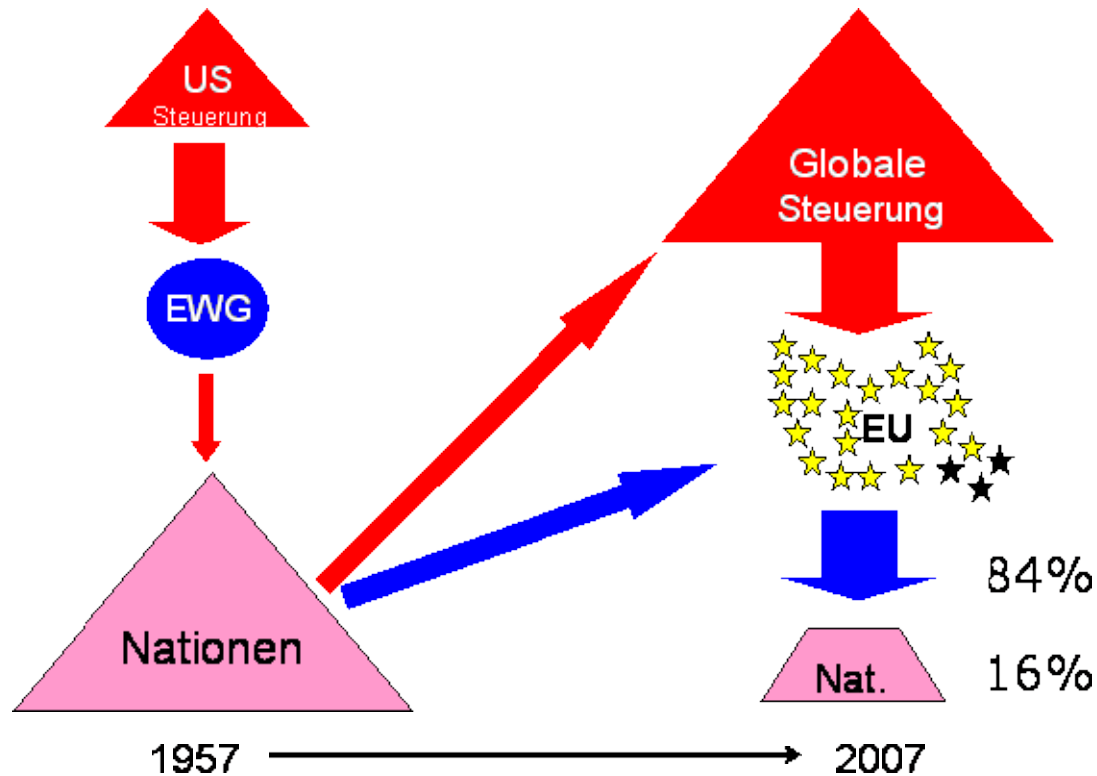 US
Steuerung
EWG
Nationen
1957
Globale
Steuerung
EU
84%
Nat.
16%
2007